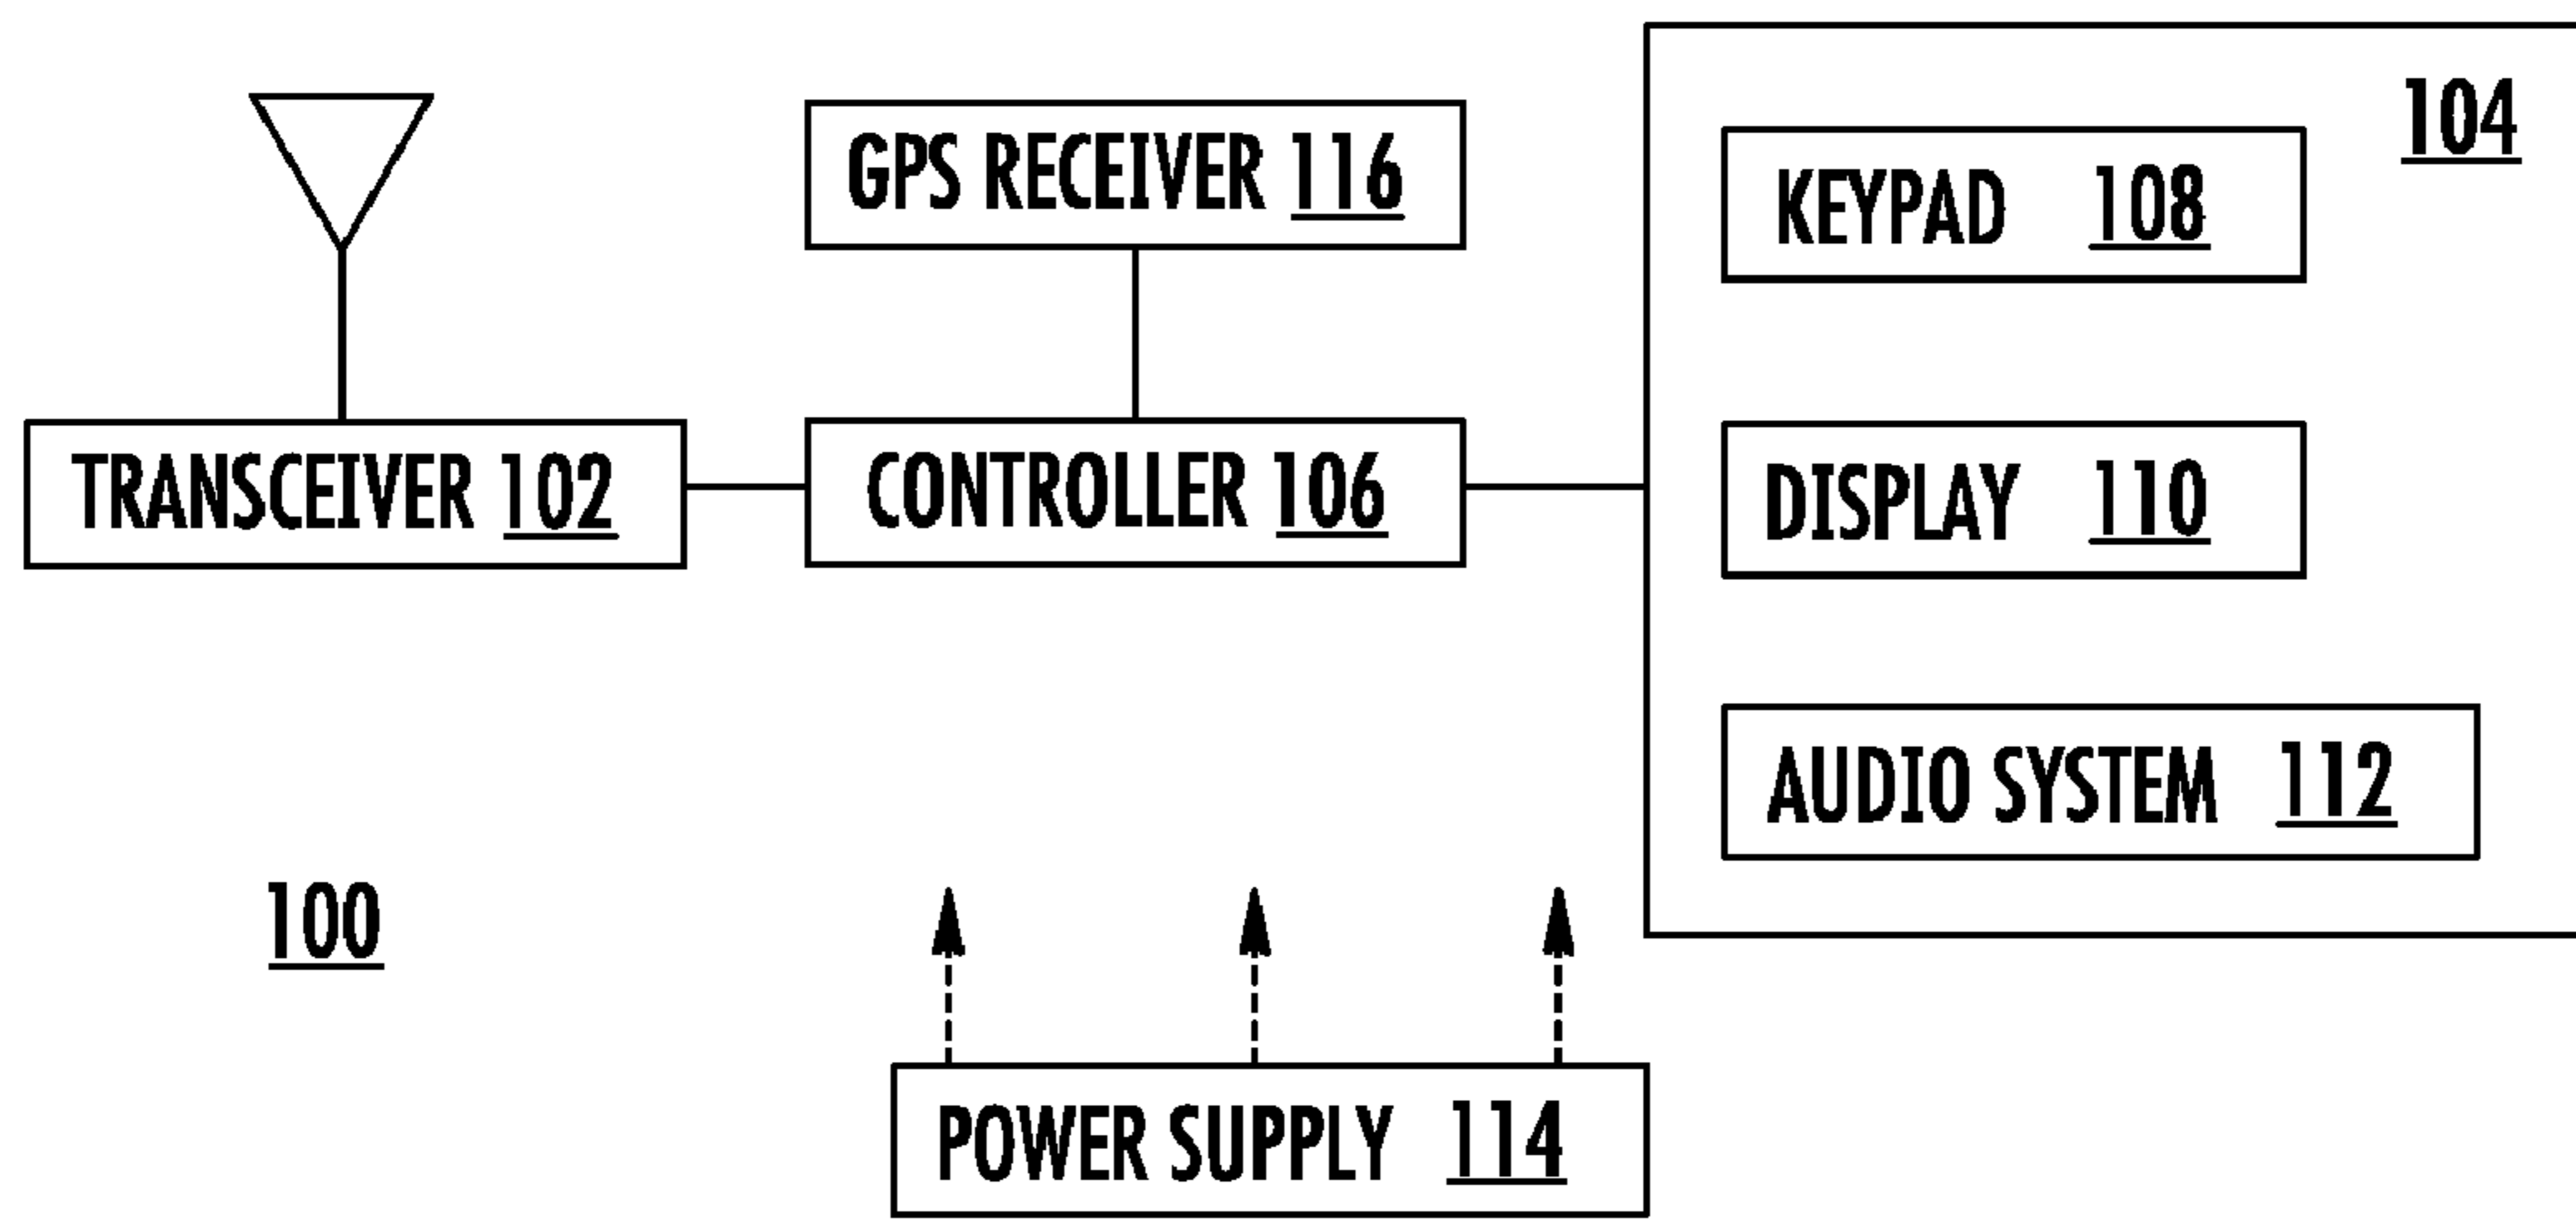 104
GPS RECEIVER 116
KEYPAD 108
TRANSCEIVER 102
CONTROLLER 106
DISPLAY 110
AUDIO SYSTEM 112
100
POWER SUPPLY 114